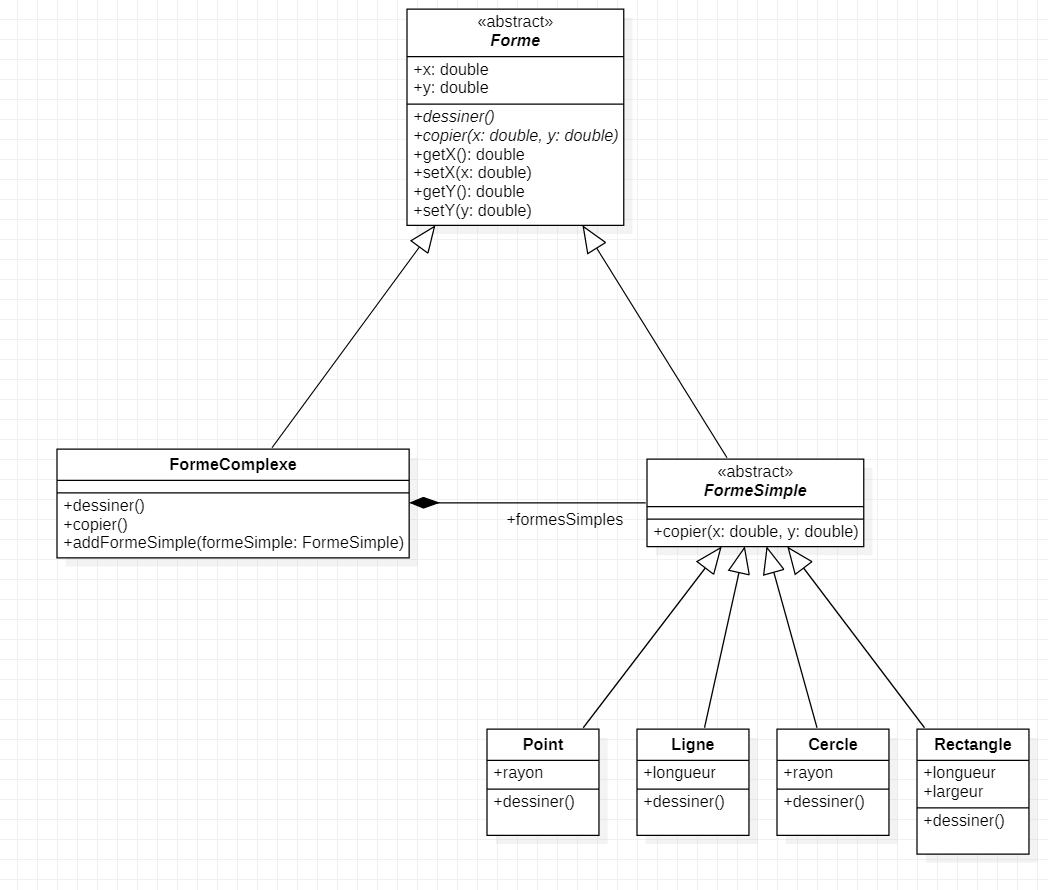 «abstract»
Forme
+x: double
+y: double
+dessiner()
+copier(x: double, y: double)
+getX(): double
+setX(x: double)
+getY(): double
+setY(y: double)
FormeComplexe
+dessiner()
+copier()
+addFormeSimple(formeSimple: FormeSimple)
+formesSimples
«abstract»
FormeSimple
+copier(x: double, y: double)
Point
+rayon
+dessiner()
Ligne
+longueur
+dessiner()
Cercle
+rayon
+dessiner()
Rectangle
+longueur
+largeur
+dessiner()